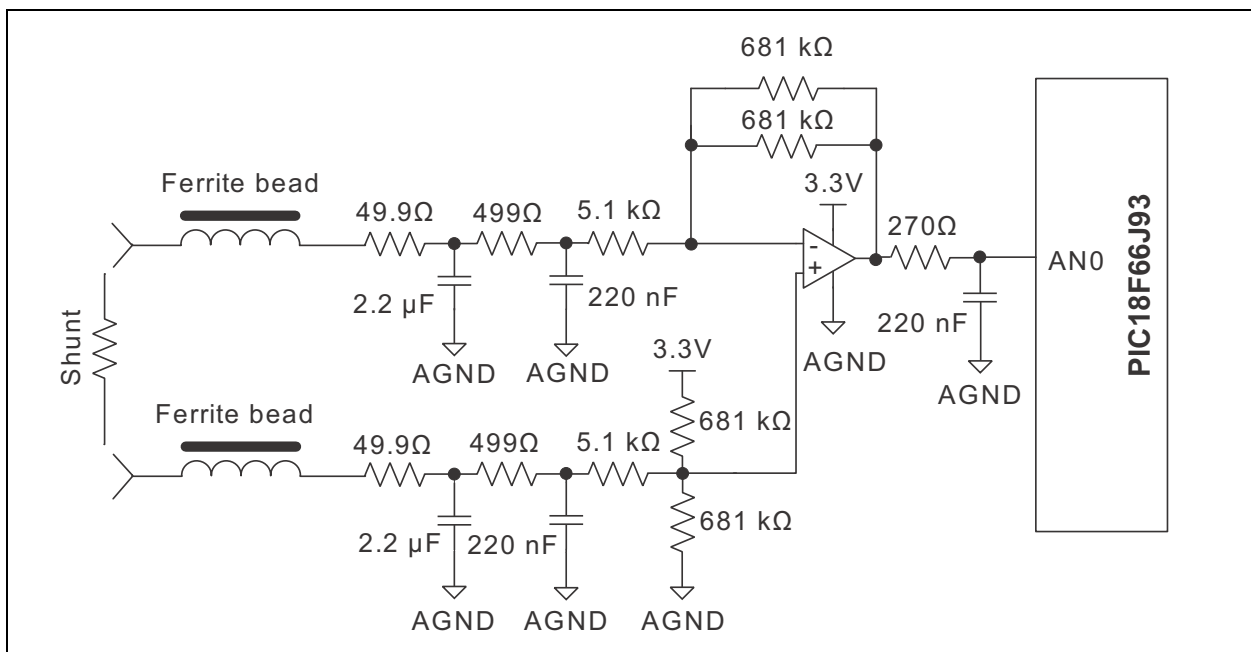 681 kΩ
681 kΩ
3.3V
Ferrite bead
49.9Ω
499Ω
5.1 kΩ
270Ω
-
+
AN0
PIC18F66J93
2.2 µF
220 nF
220 nF
AGND
AGND
AGND
AGND
Shunt
3.3V
Ferrite bead
49.9Ω
499Ω
5.1 kΩ
681 kΩ
681 kΩ
2.2 µF
220 nF
AGND
AGND
AGND